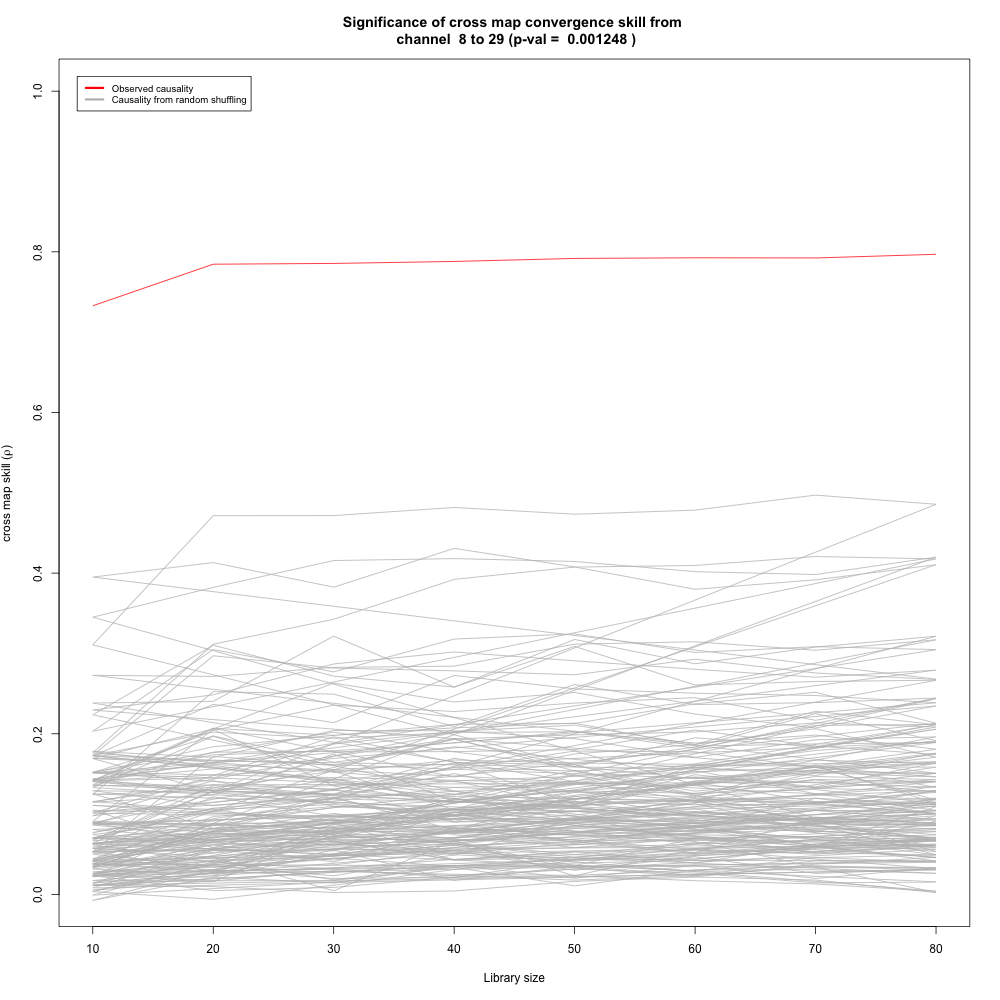 Significance of cross map convergence skill from
channel  8 to 29 (p-val =  0.001248 )
Observed causality
Causality from random shuffling
1.0
0.8
0.6
0.4
0.2
0.0
cross map skill (ρ)
10 20 30 40 50 60 70 80
Library size